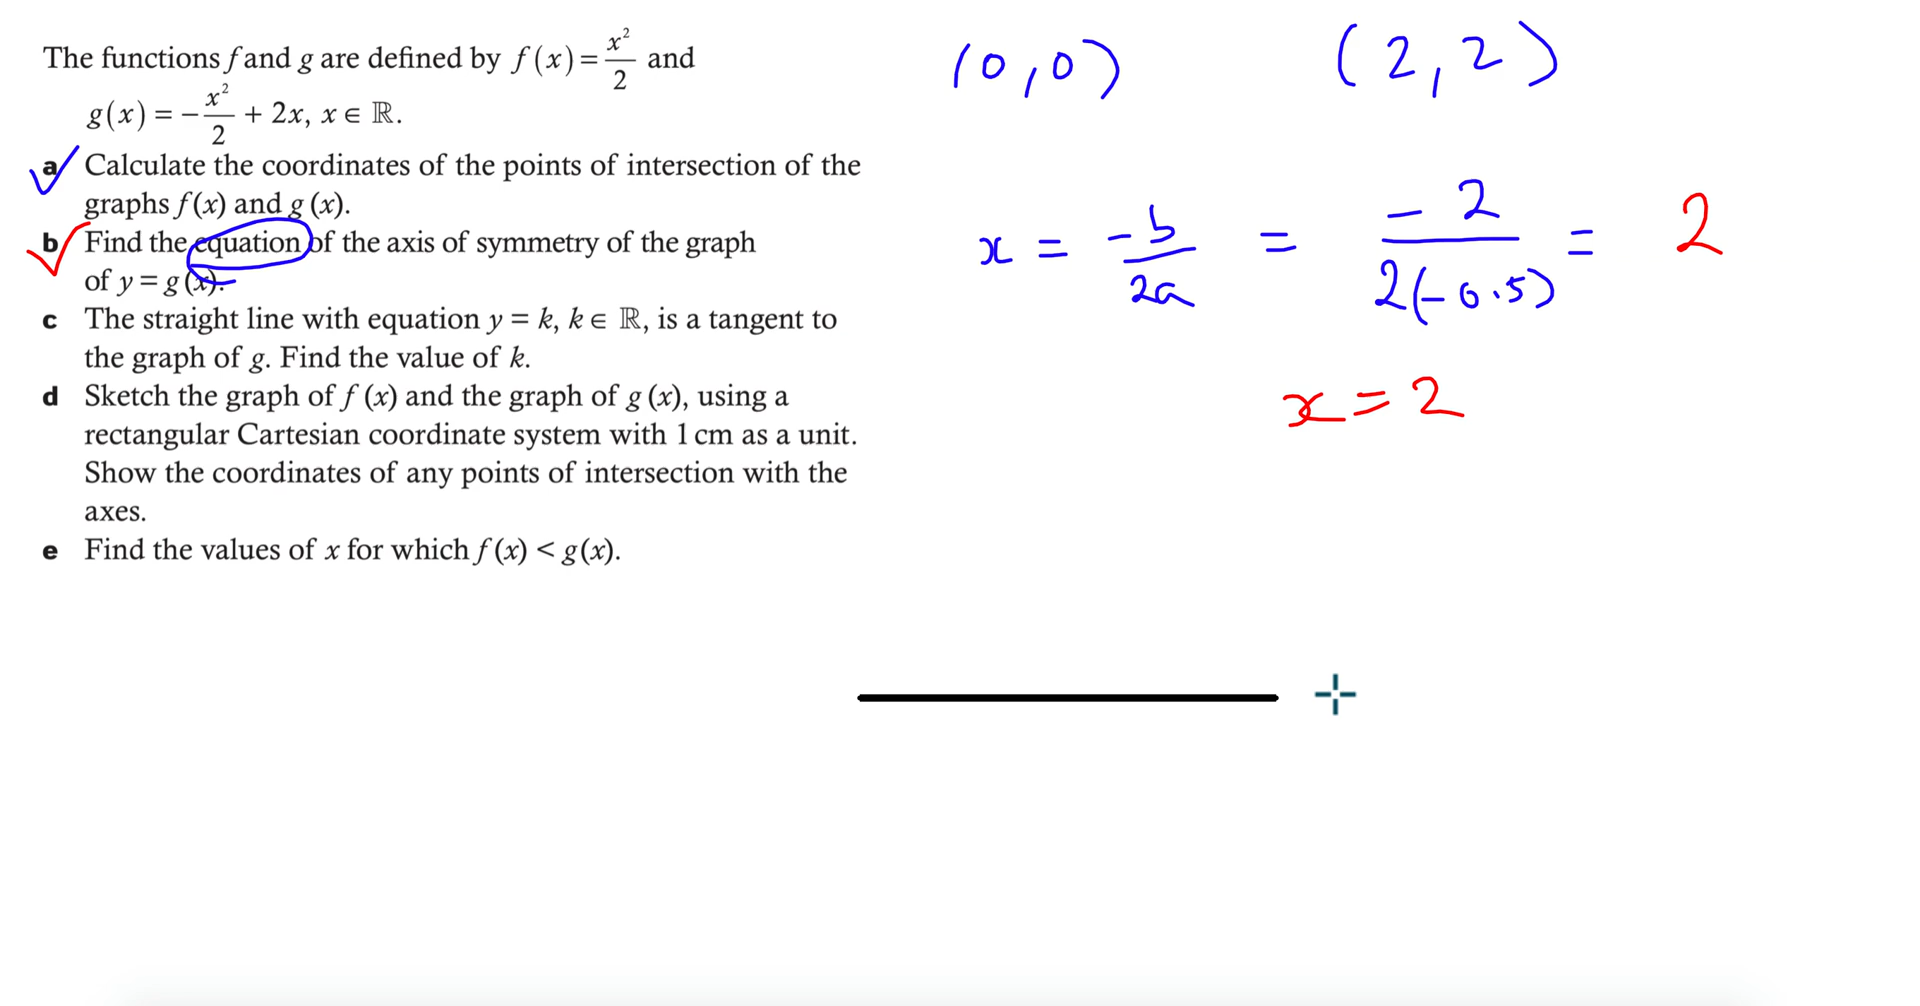 The functions f and g are defined by f(x) = x²/2 and
g(x) = −x²/2 + 2x, x ∈ ℝ.
a Calculate the coordinates of the points of intersection of the
graphs f(x) and g(x).
b Find the equation of the axis of symmetry of the graph
of y = g(x).
c The straight line with equation y = k, k ∈ ℝ, is a tangent to
the graph of g. Find the value of k.
d Sketch the graph of f(x) and the graph of g(x), using a
rectangular Cartesian coordinate system with 1 cm as a unit.
Show the coordinates of any points of intersection with the
axes.
e Find the values of x for which f(x) < g(x).
(0,0) (2,2)
x = -b/2a = -2/2(-0.5) = 2
x = 2